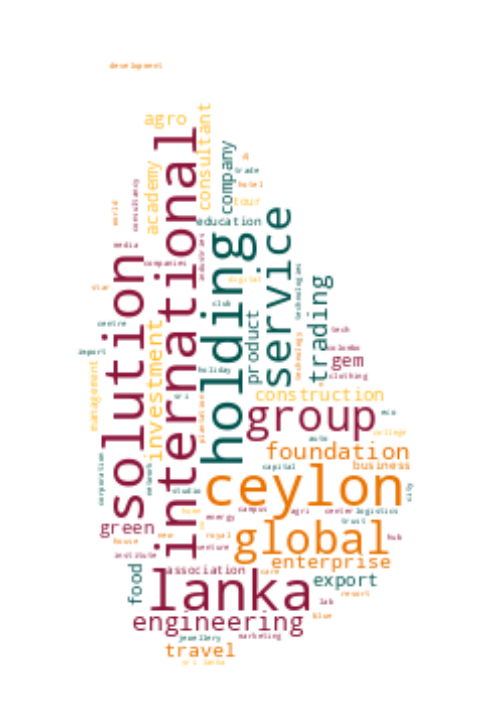 development
agro
consultant
international
company
trade
academy
hotel
consultancy
world
tour
education
service
holding
media
industries
companies
solution
technologies
digital
trading
star
club
centre
product
tech
colombo
import
investment
technology
gem
holiday
clothing
management
sri
construction
plantation
group
eco
auto
college
foundation
capital
business
corporation
network
studio
ceylon
city
home
campus
agri
center
logistics
energy
green
new
royal
global
trust
house
hub
venture
institute
enterprise
association
care
food
lanka
export
resort
lab
blue
engineering
jewellery
marketing
travel
sri lanka